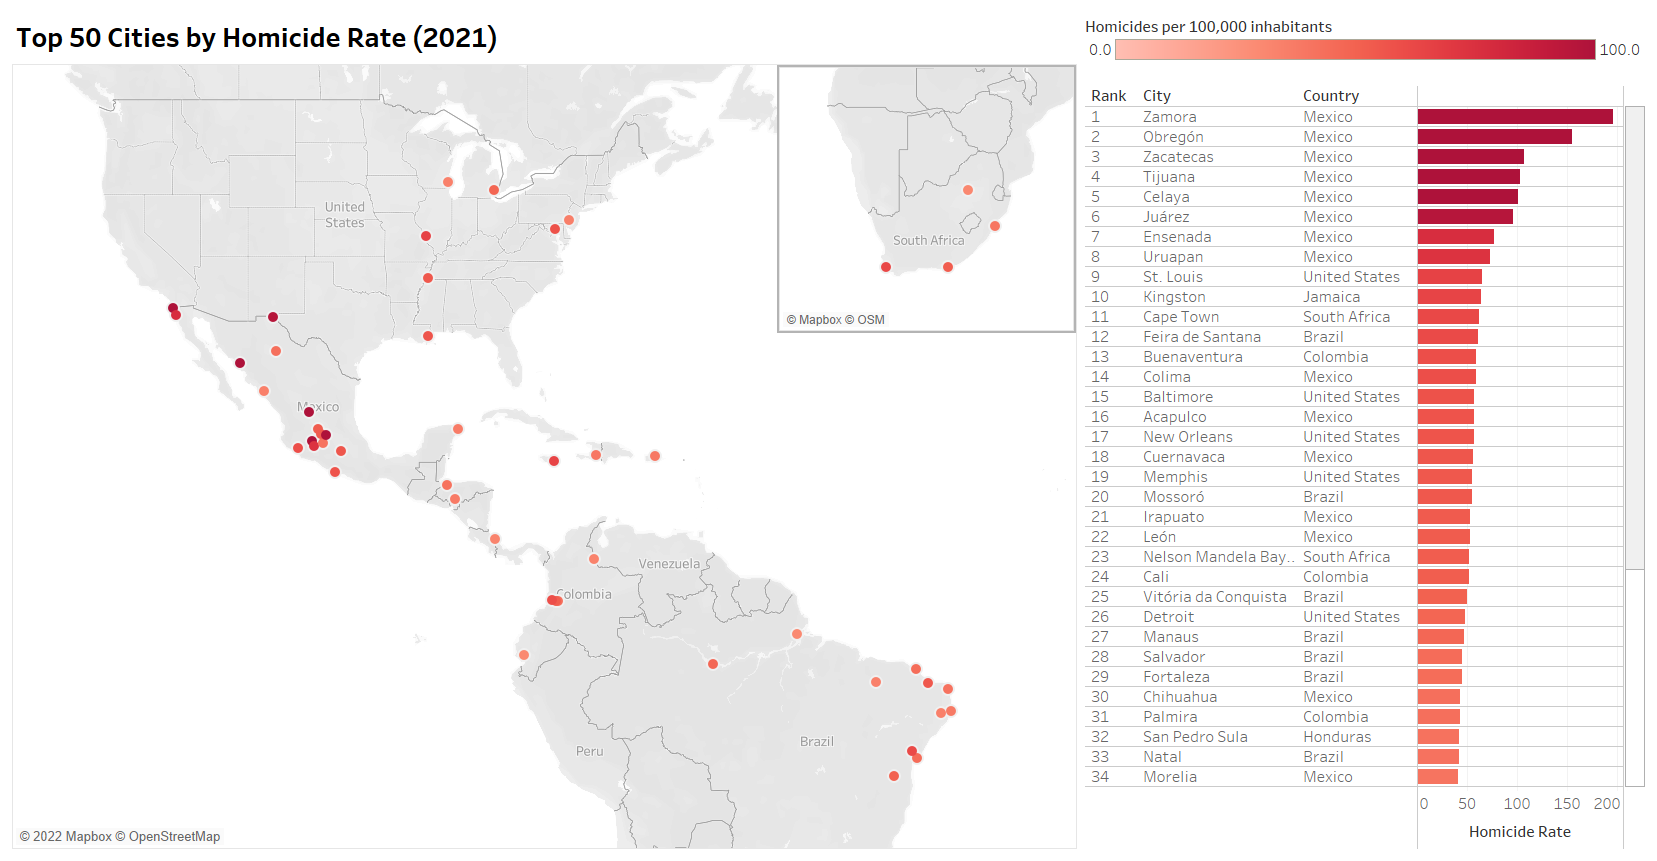 Top 50 Cities by Homicide Rate (2021)
Homicides per 100,000 inhabitants
0.0 100.0
United
States
Mexico
Venezuela
Colombia
Peru
Brazil
© 2022 Mapbox © OpenStreetMap
South Africa
© Mapbox © OSM
Rank City Country
1 Zamora Mexico
2 Obregón Mexico
3 Zacatecas Mexico
4 Tijuana Mexico
5 Celaya Mexico
6 Juárez Mexico
7 Ensenada Mexico
8 Uruapan Mexico
9 St. Louis United States
10 Kingston Jamaica
11 Cape Town South Africa
12 Feira de Santana Brazil
13 Buenaventura Colombia
14 Colima Mexico
15 Baltimore United States
16 Acapulco Mexico
17 New Orleans United States
18 Cuernavaca Mexico
19 Memphis United States
20 Mossoró Brazil
21 Irapuato Mexico
22 León Mexico
23 Nelson Mandela Bay.. South Africa
24 Cali Colombia
25 Vitória da Conquista Brazil
26 Detroit United States
27 Manaus Brazil
28 Salvador Brazil
29 Fortaleza Brazil
30 Chihuahua Mexico
31 Palmira Colombia
32 San Pedro Sula Honduras
33 Natal Brazil
34 Morelia Mexico
0 50 100 150 200
Homicide Rate